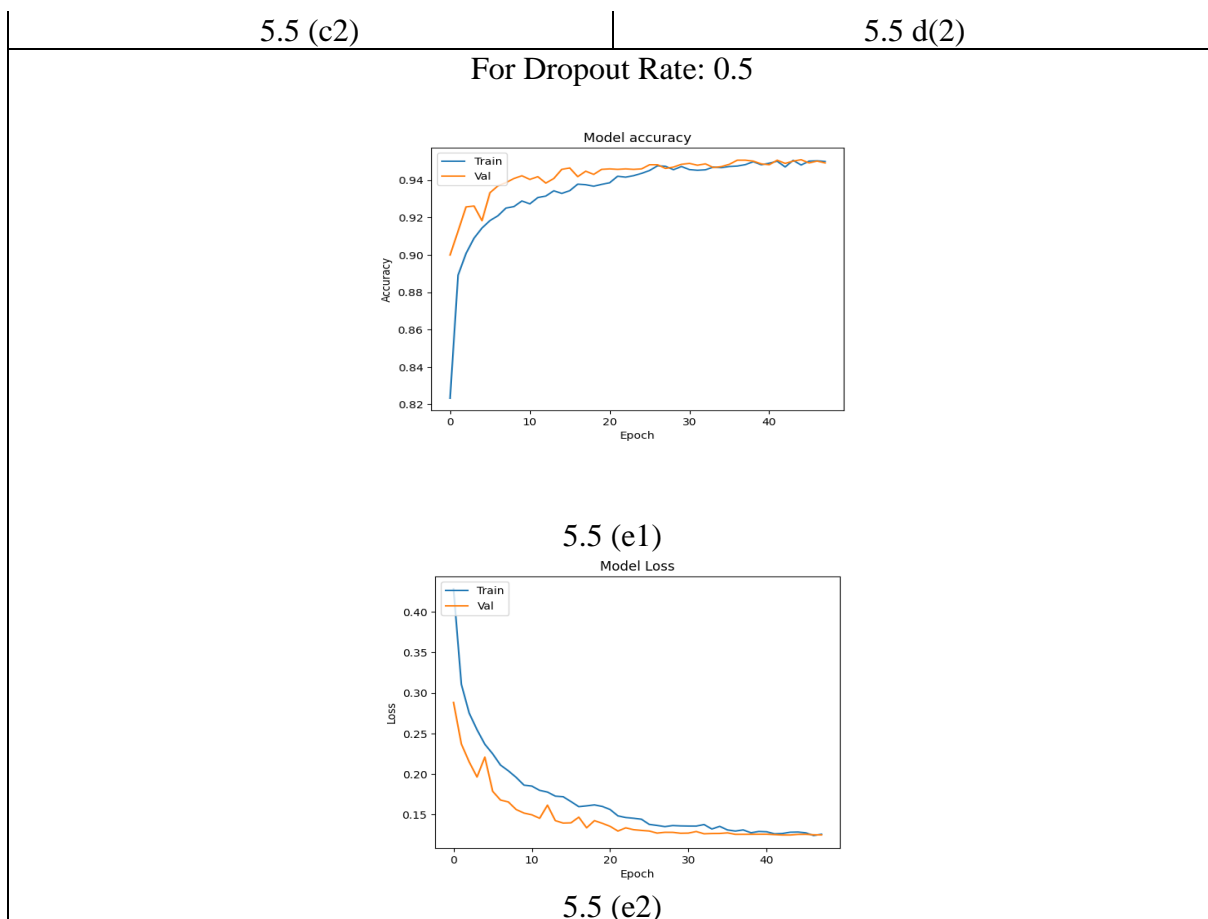 5.5 (c2) 5.5 d(2)
For Dropout Rate: 0.5
Model accuracy
Train
Val
0.94
0.92
0.90
0.88
0.86
0.84
0.82
Accuracy
0 10 20 30 40
Epoch
5.5 (e1)
Model Loss
Train
Val
0.40
0.35
0.30
0.25
0.20
0.15
Loss
0 10 20 30 40
Epoch
5.5 (e2)